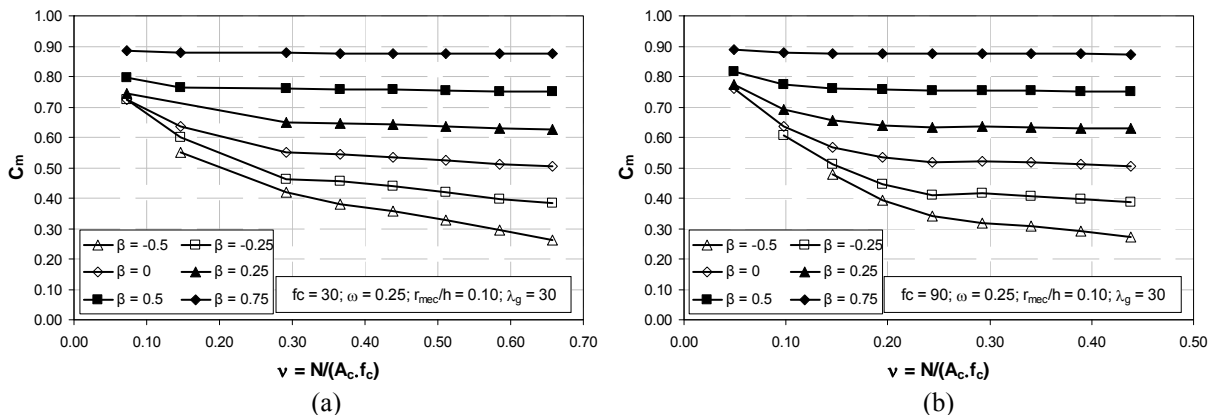 1.00
0.90
0.80
0.70
0.60
0.50
0.40
0.30
0.20
0.10
0.00
Cm
β = -0.5 β = -0.25
β = 0 β = 0.25
β = 0.5 β = 0.75
fc = 30; ω = 0.25; rmec/h = 0.10; λg = 30
0.00 0.10 0.20 0.30 0.40 0.50 0.60 0.70
ν = N/(Ac.fc)
(a)
1.00
0.90
0.80
0.70
0.60
0.50
0.40
0.30
0.20
0.10
0.00
Cm
β = -0.5 β = -0.25
β = 0 β = 0.25
β = 0.5 β = 0.75
fc = 90; ω = 0.25; rmec/h = 0.10; λg = 30
0.00 0.10 0.20 0.30 0.40 0.50
ν = N/(Ac.fc)
(b)